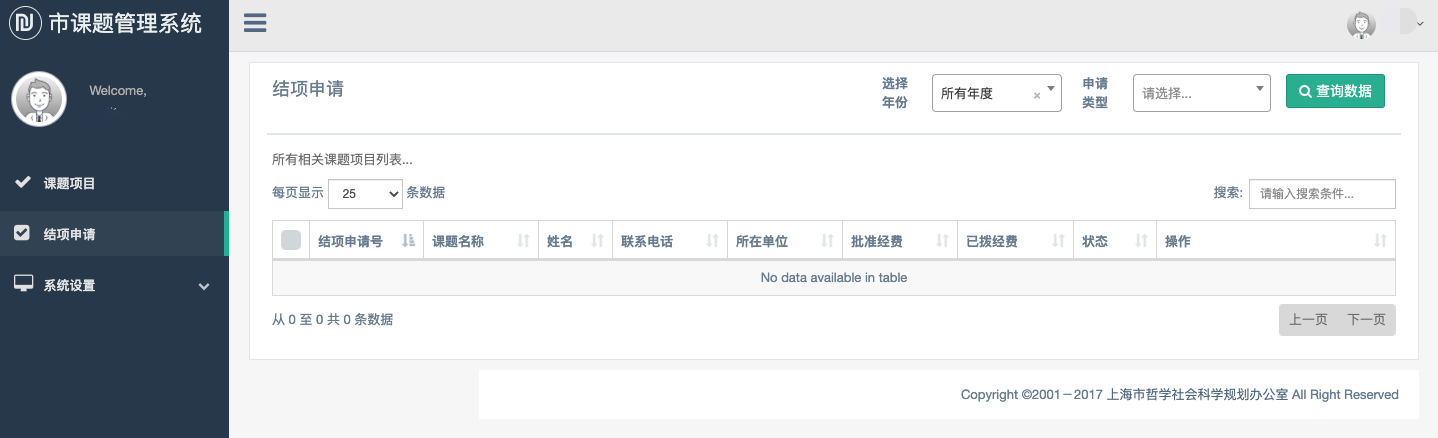 市课题管理系统
Welcome,
课题项目
结项申请
系统设置
结项申请
选择
年份
所有年度
×
申请
类型
请选择...
查询数据
所有相关课题项目列表...
每页显示 25 条数据
搜索: 请输入搜索条件...
结项申请号 课题名称 姓名 联系电话 所在单位 批准经费 已拨经费 状态 操作
No data available in table
从 0 至 0 共 0 条数据
上一页 下一页
Copyright ©2001－2017 上海市哲学社会科学规划办公室 All Right Reserved